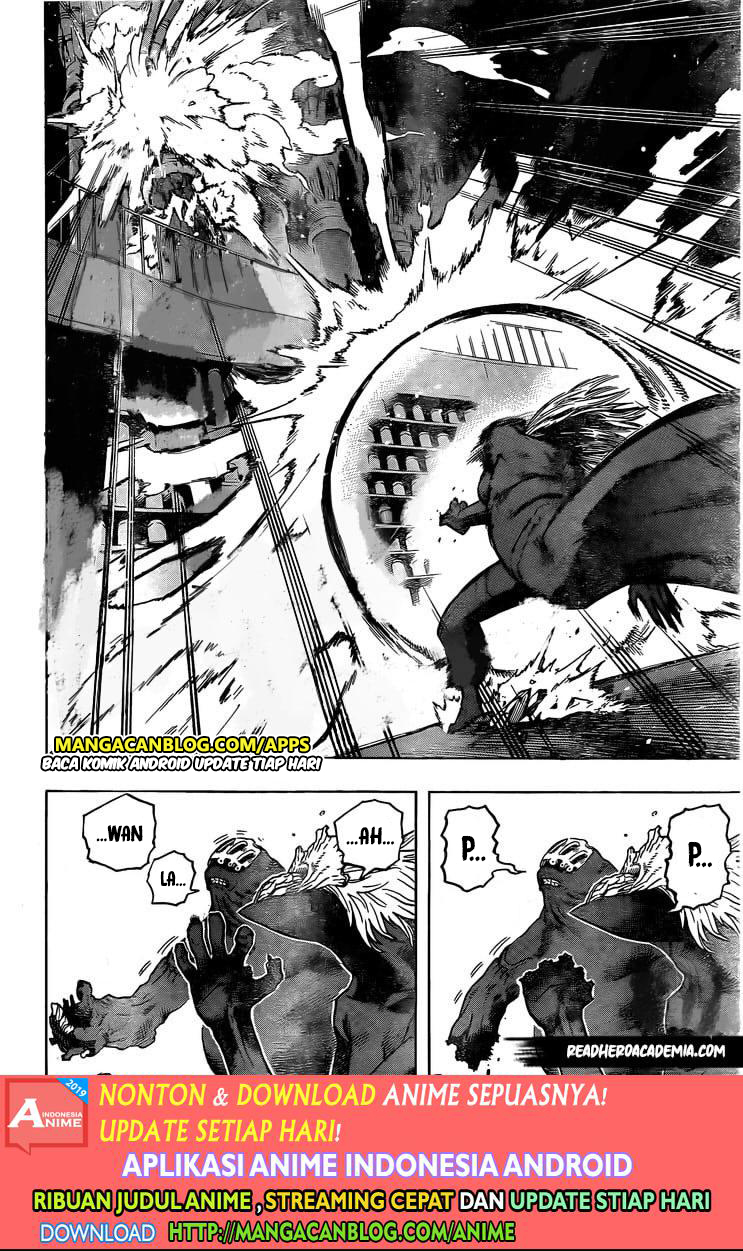 MANGACANBLOG.COM/APPS
BACA KOMIK ANDROID UPDATE TIAP HARI
P...
P...
...AH...
LA...
...WAN
READHEROACADEMIA.COM
2019
INDONESIA
ANIME
NONTON & DOWNLOAD ANIME SEPUASNYA!
UPDATE SETIAP HARI!
APLIKASI ANIME INDONESIA ANDROID
RIBUAN JUDUL ANIME , STREAMING CEPAT DAN UPDATE STIAP HARI
DOWNLOAD HTTP://MANGACANBLOG.COM/ANIME